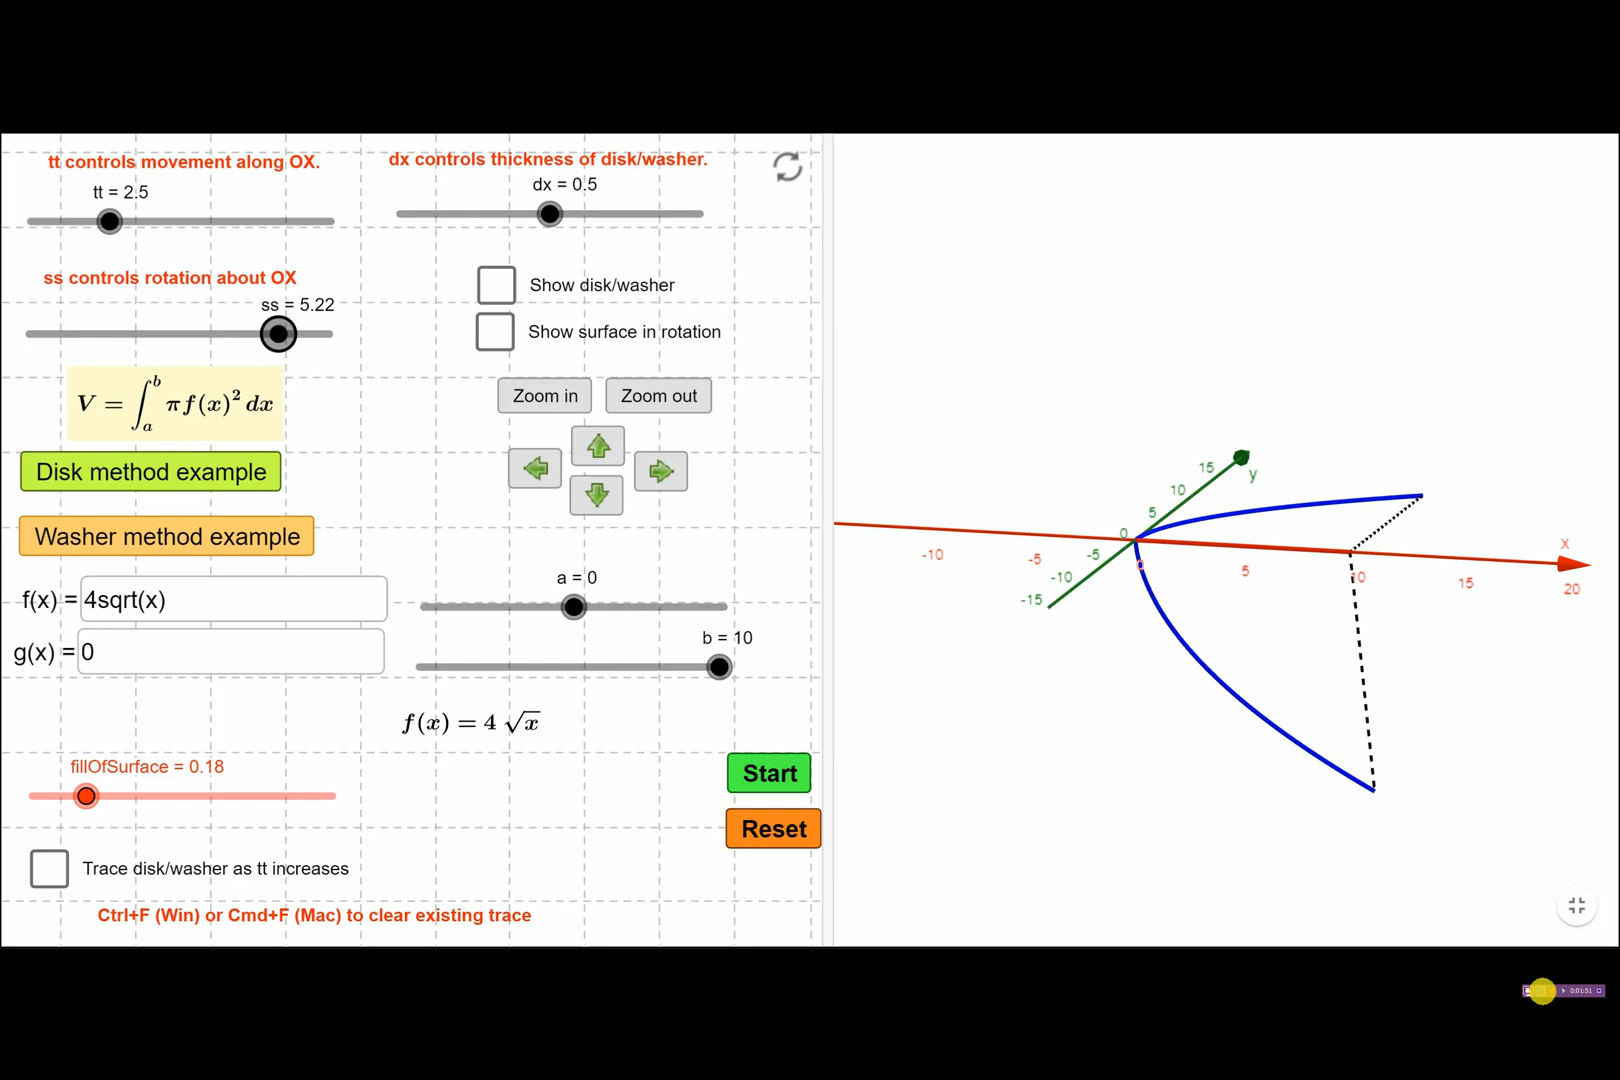 tt controls movement along OX.
tt = 2.5
dx controls thickness of disk/washer.
dx = 0.5
ss controls rotation about OX
ss = 5.22
Show disk/washer
Show surface in rotation
V = ∫_a^b π f(x)² dx
Zoom in
Zoom out
Disk method example
Washer method example
f(x) = 4sqrt(x)
g(x) = 0
a = 0
b = 10
f(x) = 4 √x
fillOfSurface = 0.18
Start
Reset
Trace disk/washer as tt increases
Ctrl+F (Win) or Cmd+F (Mac) to clear existing trace
15
y
10
5
0
-5
-10
-15
x
-10
-5
0
5
10
15
20
0:01:51